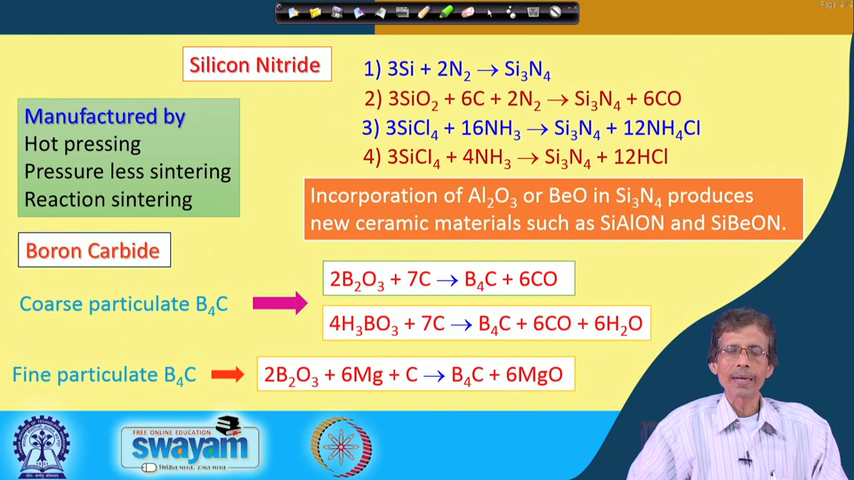 Silicon Nitride
1) 3Si + 2N₂ → Si₃N₄
2) 3SiO₂ + 6C + 2N₂ → Si₃N₄ + 6CO
3) 3SiCl₄ + 16NH₃ → Si₃N₄ + 12NH₄Cl
4) 3SiCl₄ + 4NH₃ → Si₃N₄ + 12HCl
Manufactured by
Hot pressing
Pressure less sintering
Reaction sintering
Incorporation of Al₂O₃ or BeO in Si₃N₄ produces
new ceramic materials such as SiAlON and SiBeON.
Boron Carbide
Coarse particulate B₄C
2B₂O₃ + 7C → B₄C + 6CO
4H₃BO₃ + 7C → B₄C + 6CO + 6H₂O
Fine particulate B₄C
2B₂O₃ + 6Mg + C → B₄C + 6MgO
FREE ONLINE EDUCATION
swayam